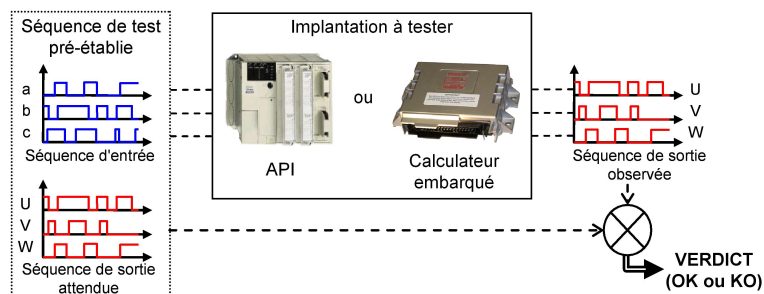 Séquence de test
pré-établie
a
b
c
Séquence d'entrée
U
V
W
Séquence de sortie
attendue
Implantation à tester
API
ou
Calculateur
embarqué
U
V
W
Séquence de sortie
observée
VERDICT
(OK ou KO)